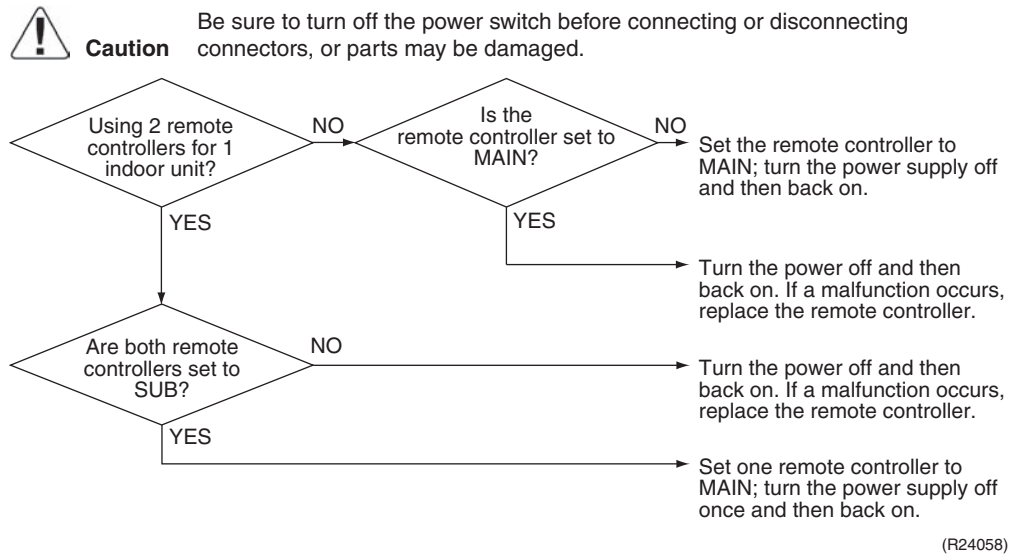 Be sure to turn off the power switch before connecting or disconnecting
Caution connectors, or parts may be damaged.
Using 2 remote
controllers for 1
indoor unit?
NO
Is the
remote controller set to
MAIN?
NO
Set the remote controller to
MAIN; turn the power supply off
and then back on.
YES
YES
Turn the power off and then
back on. If a malfunction occurs,
replace the remote controller.
Are both remote
controllers set to
SUB?
NO
Turn the power off and then
back on. If a malfunction occurs,
replace the remote controller.
YES
Set one remote controller to
MAIN; turn the power supply off
once and then back on.
(R24058)